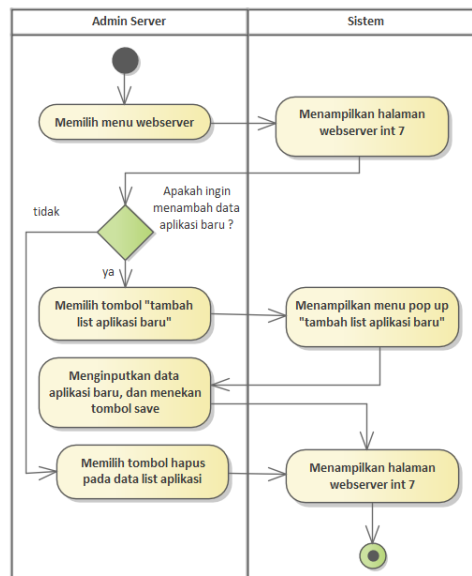 Admin Server
Sistem
Memilih menu webserver
Menampilkan halaman
webserver int 7
Apakah ingin
menambah data
aplikasi baru ?
tidak
ya
Memilih tombol "tambah
list aplikasi baru"
Menampilkan menu pop up
"tambah list aplikasi baru"
Menginputkan data
aplikasi baru, dan menekan
tombol save
Memilih tombol hapus
pada data list aplikasi
Menampilkan halaman
webserver int 7